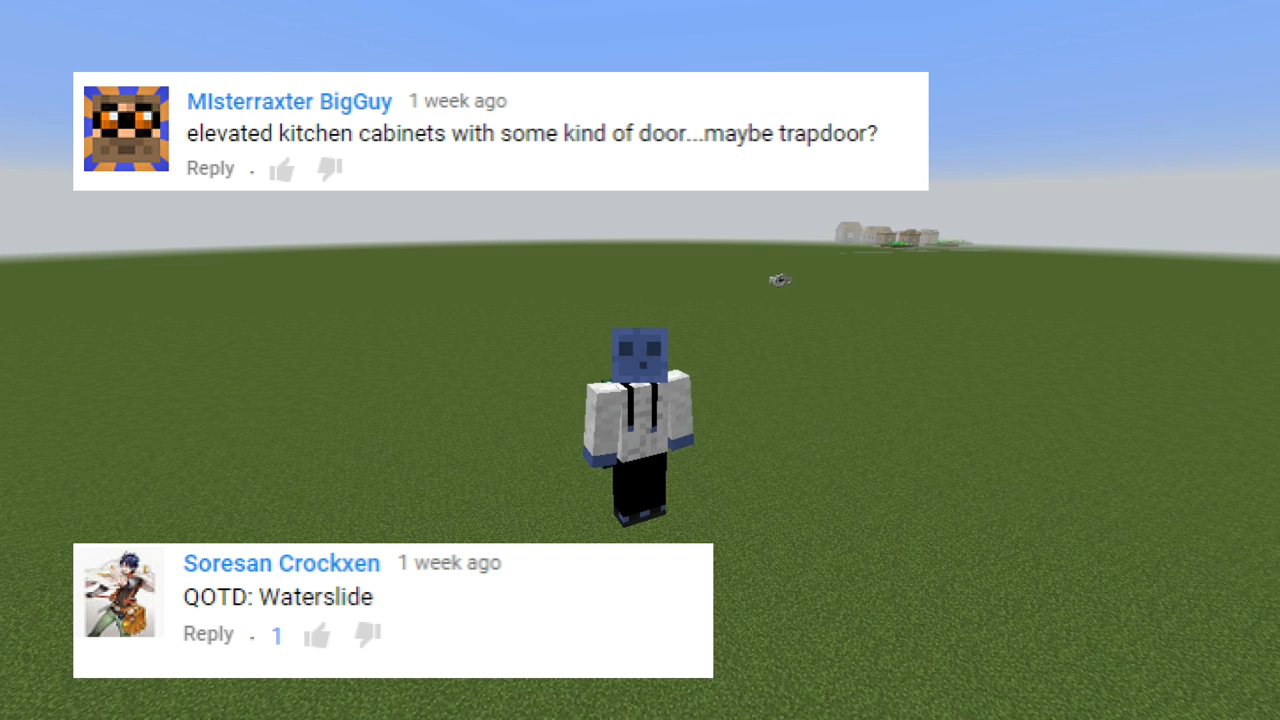 MIsterraxter BigGuy 1 week ago
elevated kitchen cabinets with some kind of door...maybe trapdoor?
Reply .
Soresan Crockxen 1 week ago
QOTD: Waterslide
Reply . 1